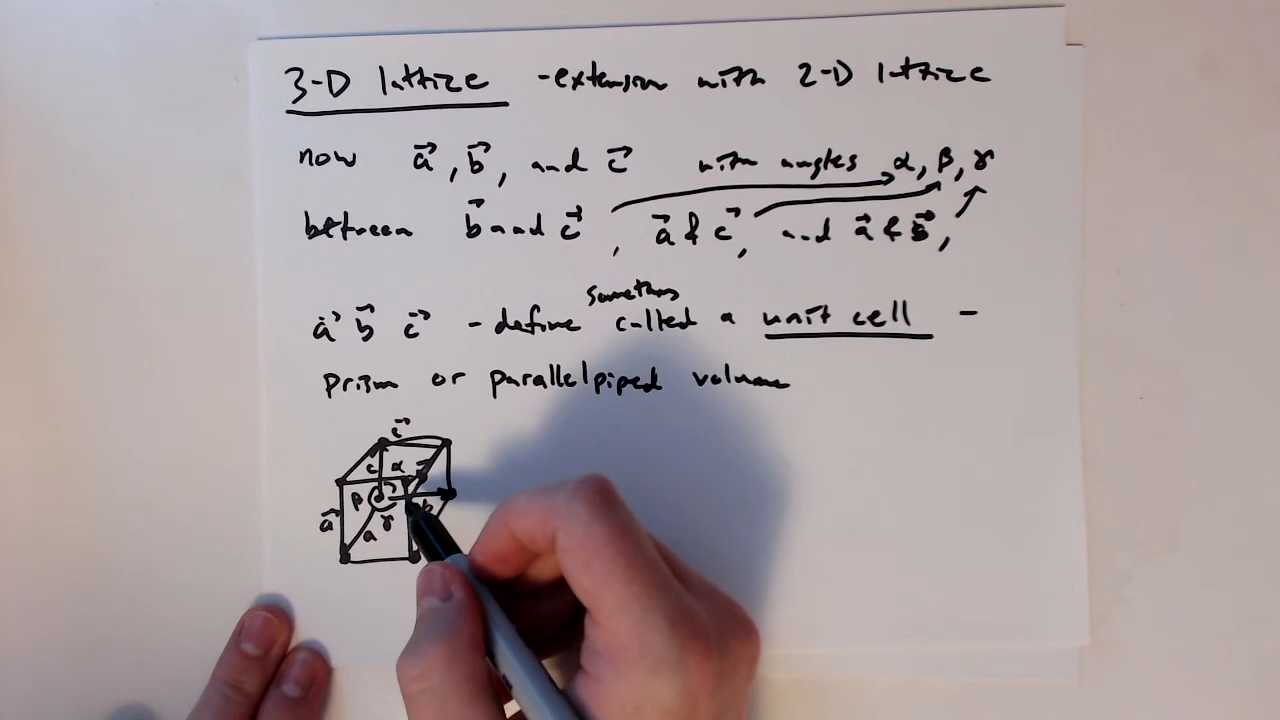 3-D lattice - extension with 2-D lattice
now a⃗, b⃗, and c⃗ with angles α, β, γ
between b⃗ and c⃗, a⃗ & c⃗, and a⃗ & b⃗,
something
a⃗ b⃗ c⃗ - define called a unit cell -
prism or parallelpiped volume
c⃗
c α
a⃗ β γ b
a